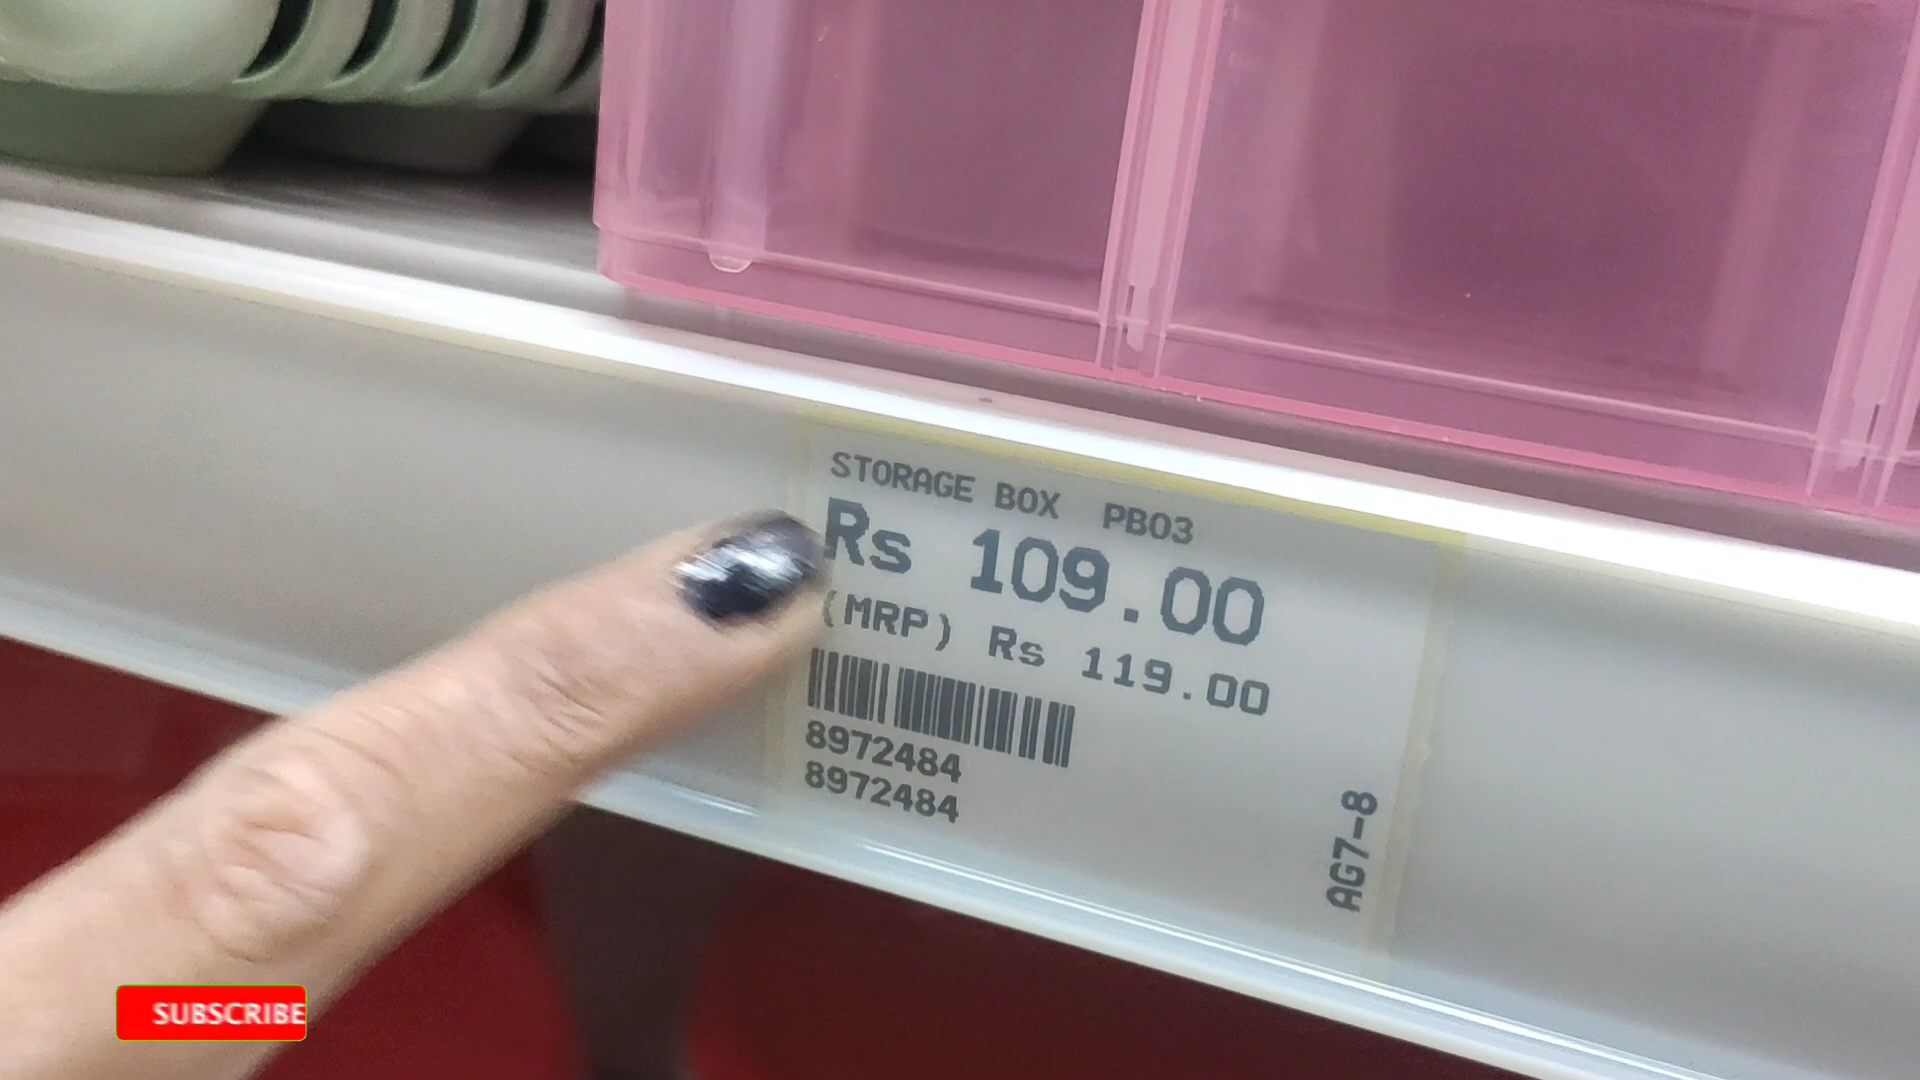 STORAGE BOX PB03
Rs 109.00
(MRP) Rs 119.00
8972484
8972484
AG7-8
SUBSCRIBE